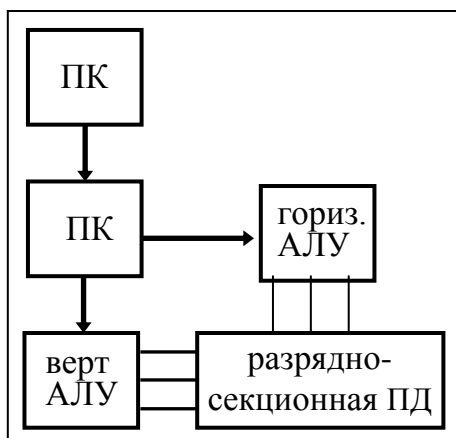 ПК
ПК
гориз.
АЛУ
верт
АЛУ
разрядно-
секционная ПД